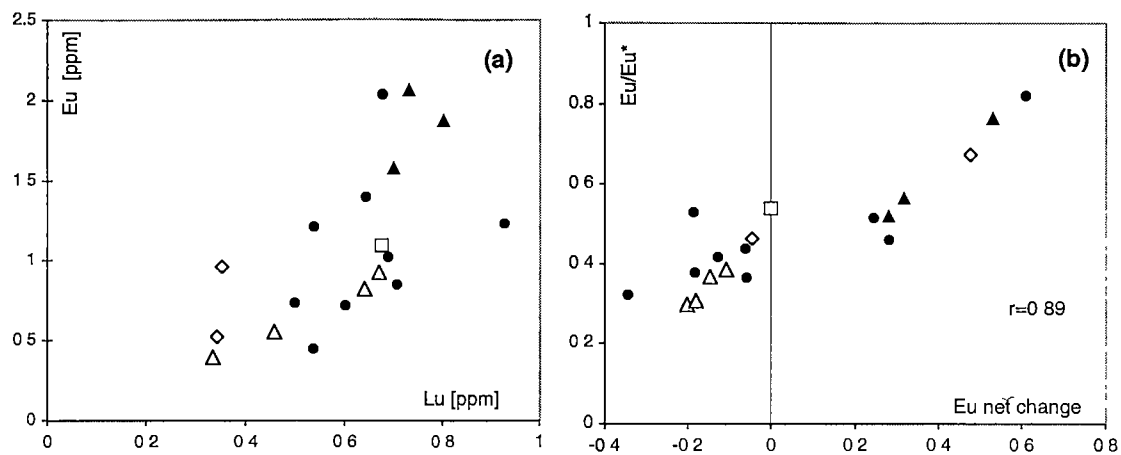 2.5
2
1 5
1
0 5
0
Eu [ppm]
(a)
Lu [ppm]
0 0 2 0 4 0 6 0 8 1
1
0 8
0 6
0 4
0 2
0
Eu/Eu*
(b)
r=0 89
Eu net change
-0 4 -0 2 0 0 2 0 4 0 6 0 8